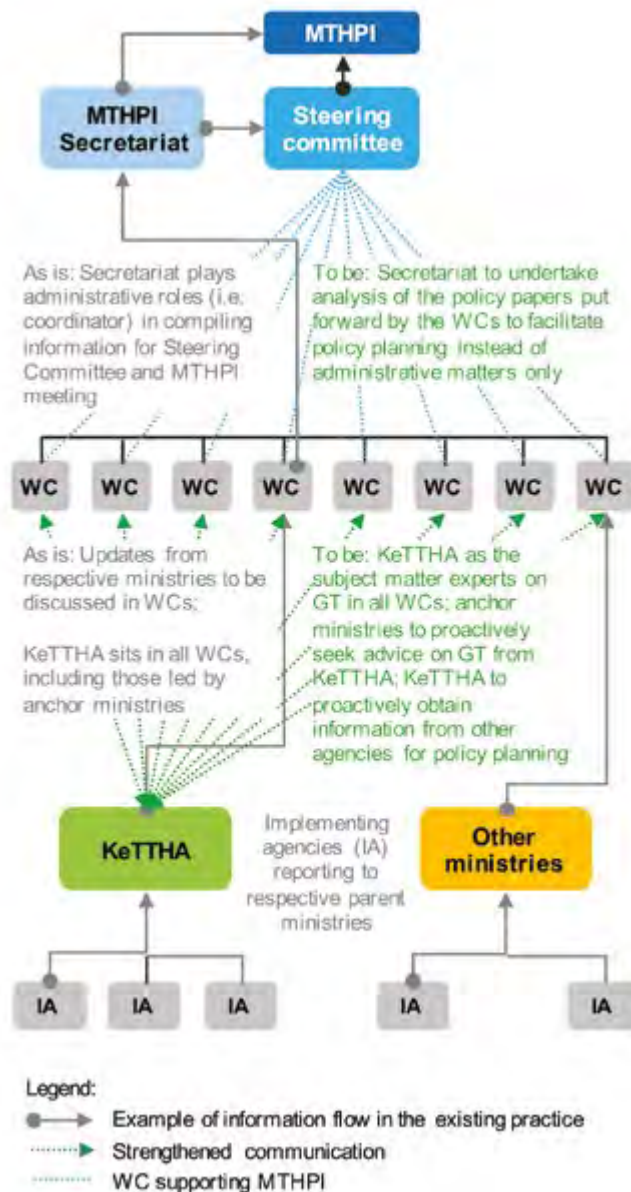 MTHPI
MTHPI
Secretariat
Steering
committee
As is: Secretariat plays
administrative roles (i.e.
coordinator) in compiling
information for Steering
Committee and MTHPI
meeting
To be: Secretariat to undertake
analysis of the policy papers put
forward by the WCs to facilitate
policy planning instead of
administrative matters only
WC
WC
WC
WC
WC
WC
WC
WC
As is: Updates from
respective ministries to be
discussed in WCs;
KeTTHA sits in all WCs,
including those led by
anchor ministries
To be: KeTTHA as the
subject matter experts on
GT in all WCs; anchor
ministries to proactively
seek advice on GT from
KeTTHA; KeTTHA to
proactively obtain
information from other
agencies for policy planning
KeTTHA
Implementing
agencies (IA)
reporting to
respective parent
ministries
Other
ministries
IA
IA
IA
IA
IA
Legend:
Example of information flow in the existing practice
Strengthened communication
WC supporting MTHPI